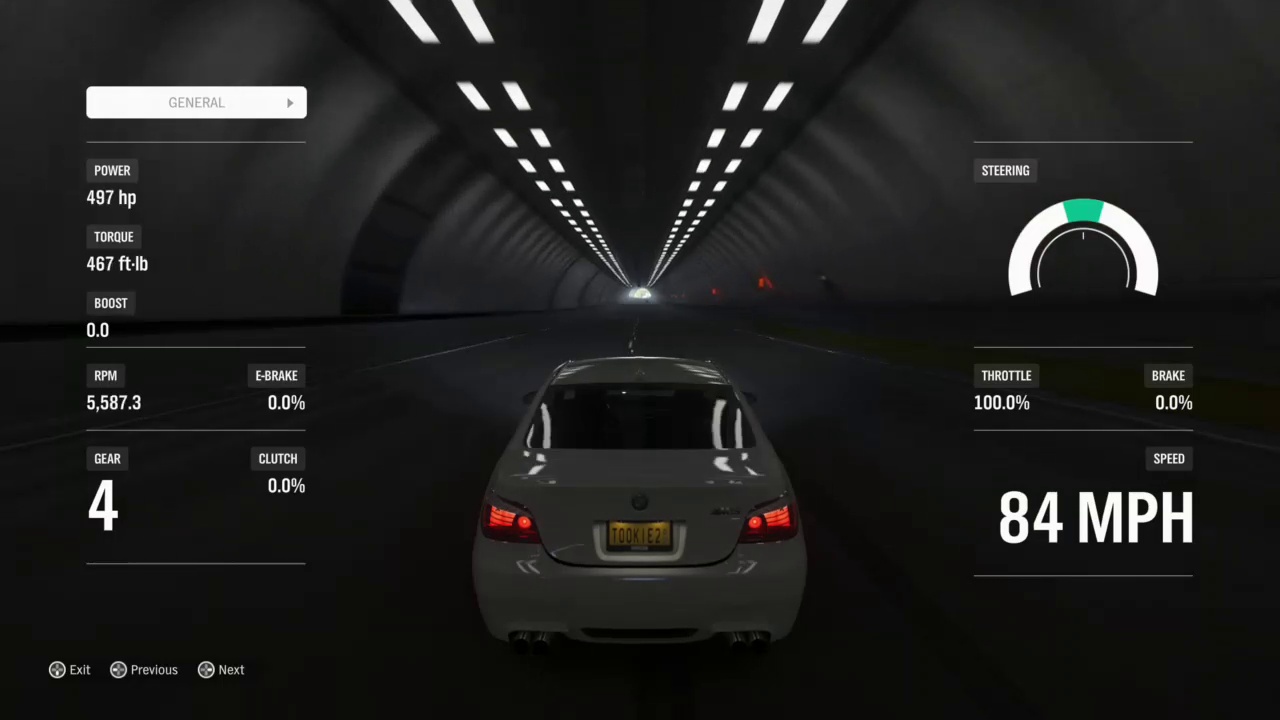 GENERAL
POWER
497 hp
TORQUE
467 ft·lb
BOOST
0.0
RPM
E-BRAKE
5,587.3
0.0%
GEAR
CLUTCH
4
0.0%
STEERING
THROTTLE
BRAKE
100.0%
0.0%
SPEED
84 MPH
TOOKIE2
Exit
Previous
Next